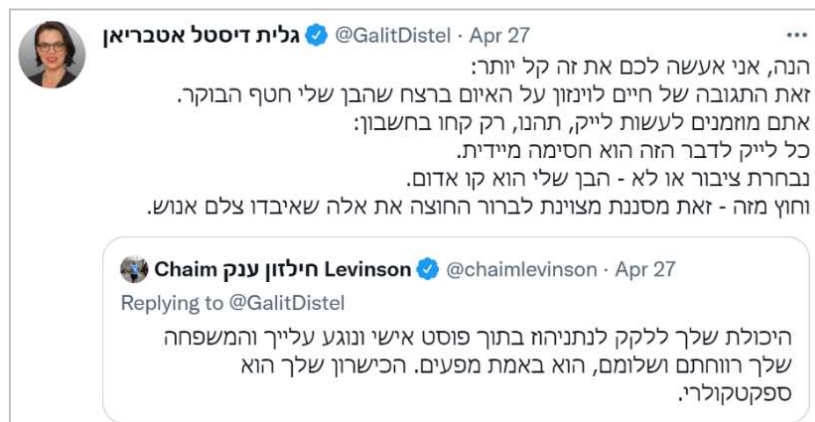 גלית דיסטל אטבריאן @GalitDistel · Apr 27
הנה, אני אעשה לכם את זה קל יותר:
זאת התגובה של חיים לוינזון על האיום ברצח שהבן שלי חטף הבוקר.
אתם מוזמנים לעשות לייק, תהנו, רק קחו בחשבון:
כל לייק לדבר הזה הוא חסימה מיידית.
נבחרת ציבור או לא - הבן שלי הוא קו אדום.
וחוץ מזה - זאת מסננת מצוינת לברור החוצה את אלה שאיבדו צלם אנוש.
Chaim חילזון ענק Levinson @chaimlevinson · Apr 27
Replying to @GalitDistel
היכולת שלך ללקק לנתניהוז בתוך פוסט אישי ונוגע עלייך והמשפחה
שלך רווחתם ושלומם, הוא באמת מפעים. הכישרון שלך הוא
ספקטקולרי.